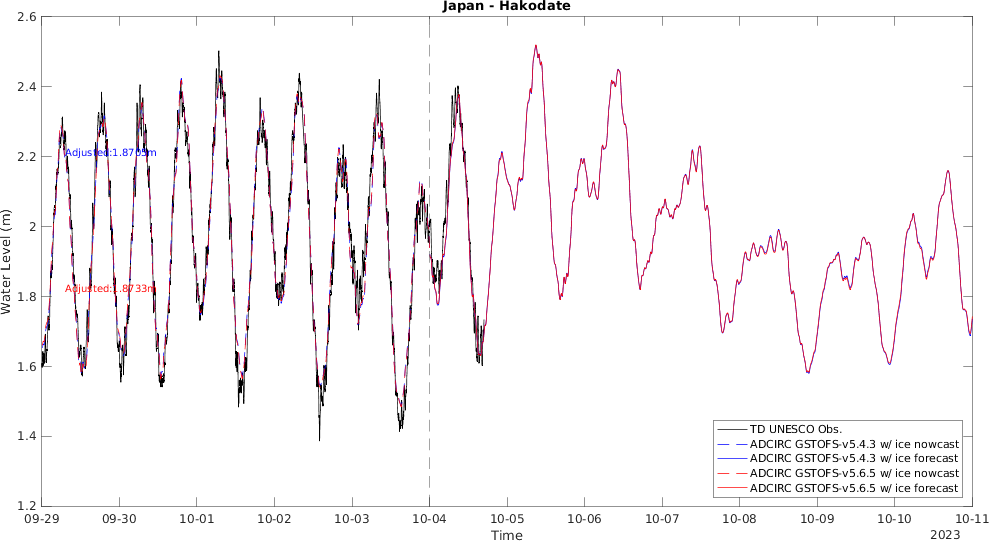 Japan - Hakodate
2.6
2.4
2.2
2
1.8
1.6
1.4
1.2
Water Level (m)
Adjusted:1.8705m
Adjusted:1.8733m
TD UNESCO Obs.
ADCIRC GSTOFS-v5.4.3 w/ ice nowcast
ADCIRC GSTOFS-v5.4.3 w/ ice forecast
ADCIRC GSTOFS-v5.6.5 w/ ice nowcast
ADCIRC GSTOFS-v5.6.5 w/ ice forecast
09-29 09-30 10-01 10-02 10-03 10-04 10-05 10-06 10-07 10-08 10-09 10-10 10-11
Time
2023